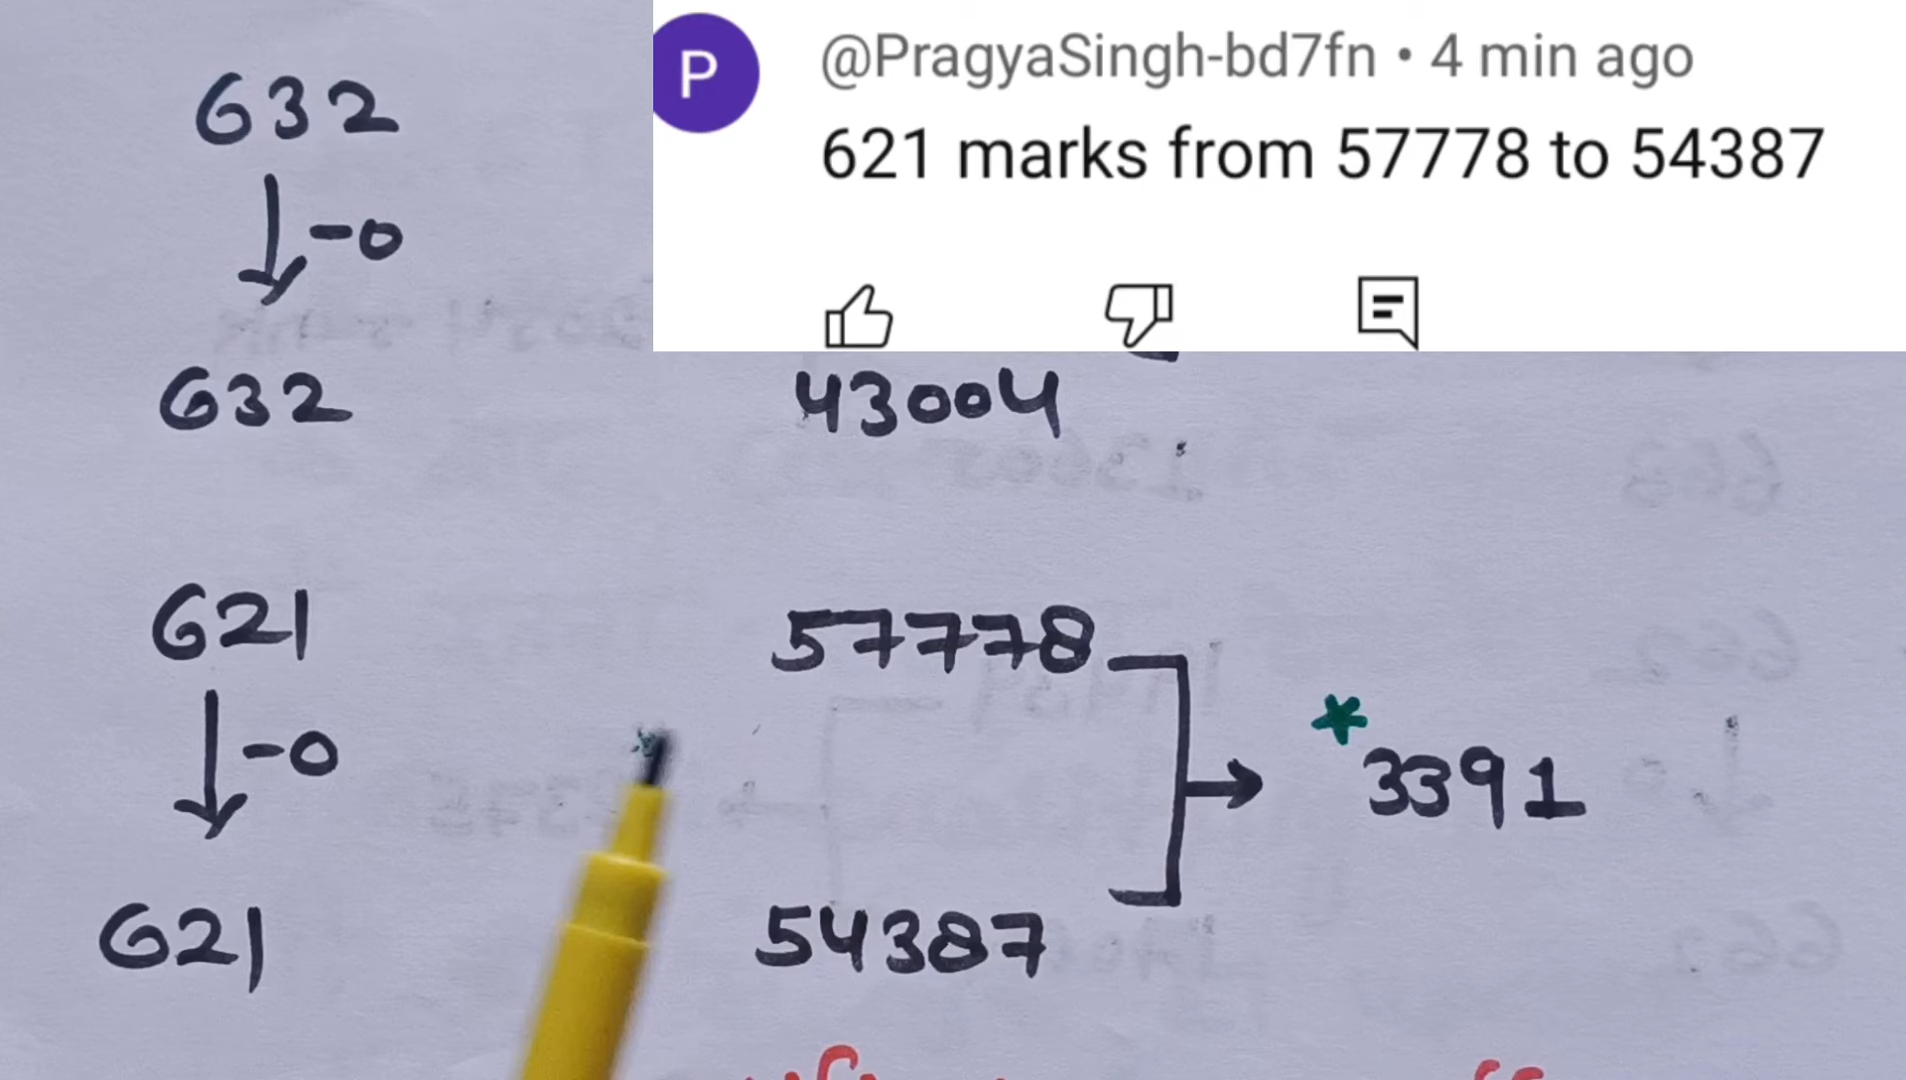 632
@PragyaSingh-bd7fn • 4 min ago
621 marks from 57778 to 54387
-0
632 43004
621 57778
-0 * 3391
621 54387